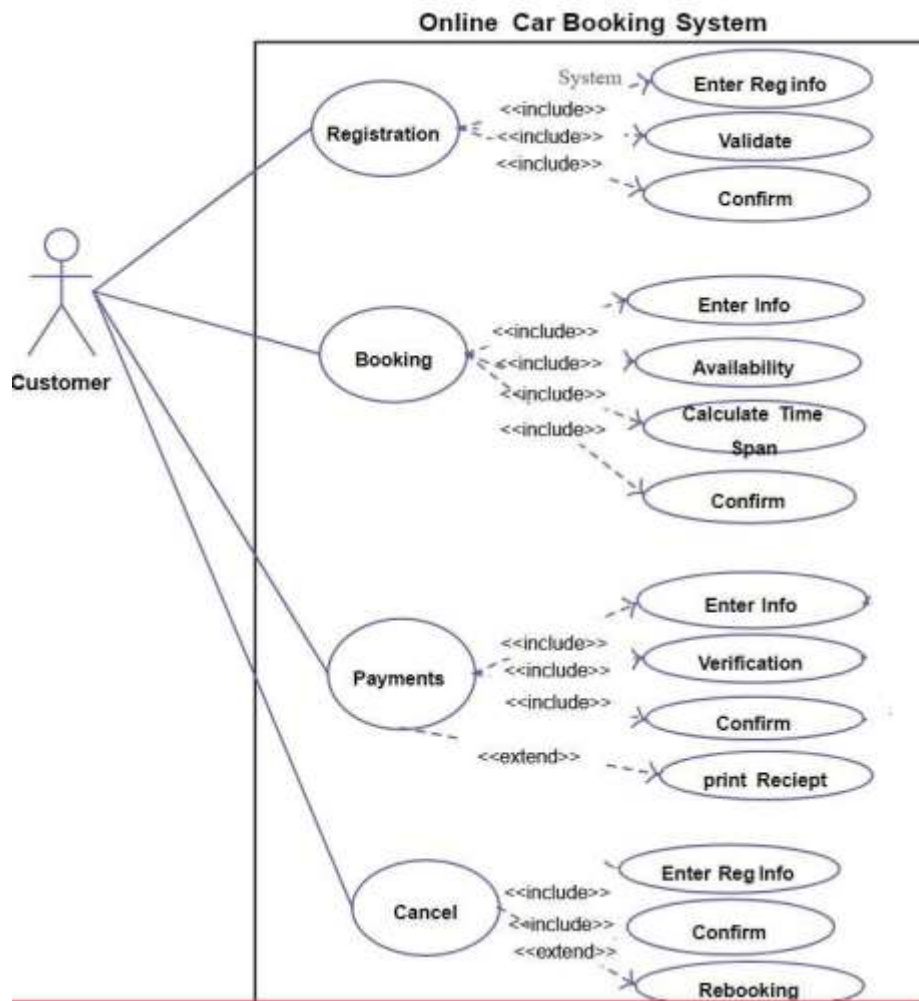 Online Car Booking System
System
Enter Reg info
<<include>>
Registration
<<include>>
Validate
<<include>>
Confirm
Enter Info
<<include>>
Booking
<<include>>
Availability
<<include>>
Customer
Calculate Time
<<include>>
Span
Confirm
Enter Info
<<include>>
Payments
<<include>>
Verification
<<include>>
Confirm
<<extend>>
print Reciept
Enter Reg Info
<<include>>
Cancel
<<include>>
Confirm
<<extend>>
Rebooking